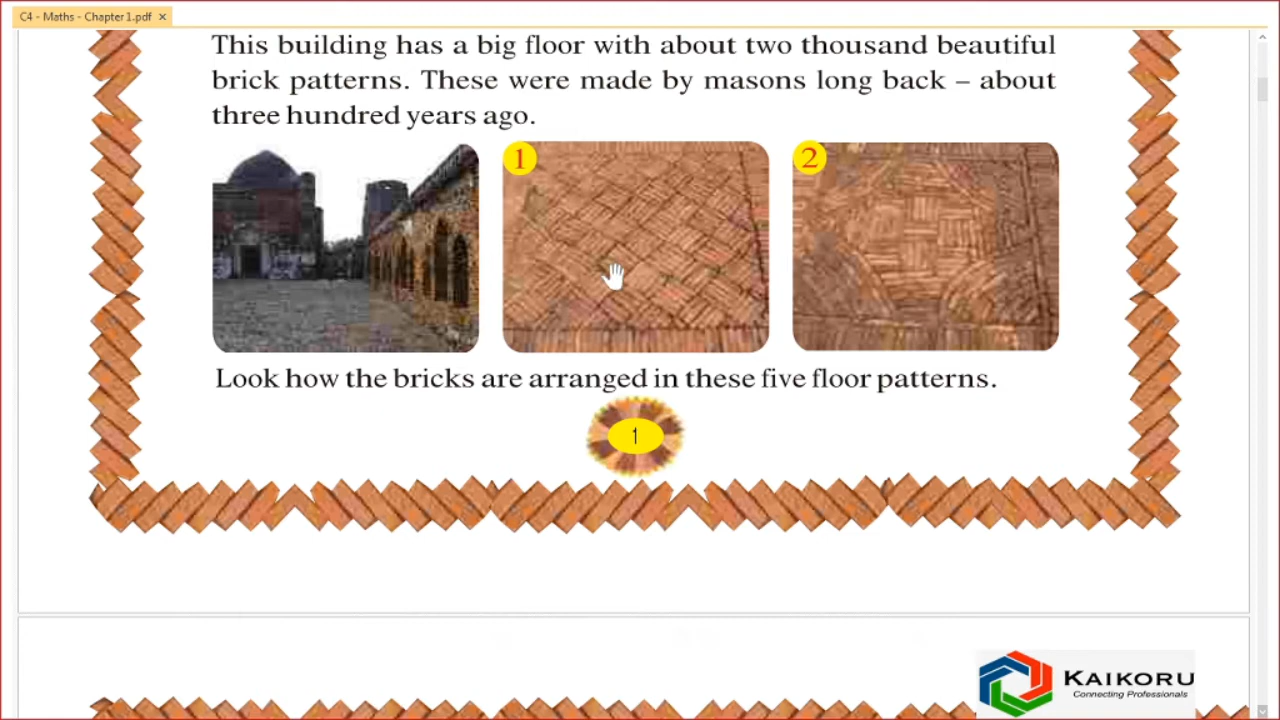 C4 - Maths - Chapter 1.pdf
This building has a big floor with about two thousand beautiful
brick patterns. These were made by masons long back – about
three hundred years ago.
1
2
Look how the bricks are arranged in these five floor patterns.
1
KAIKORU
Connecting Professionals